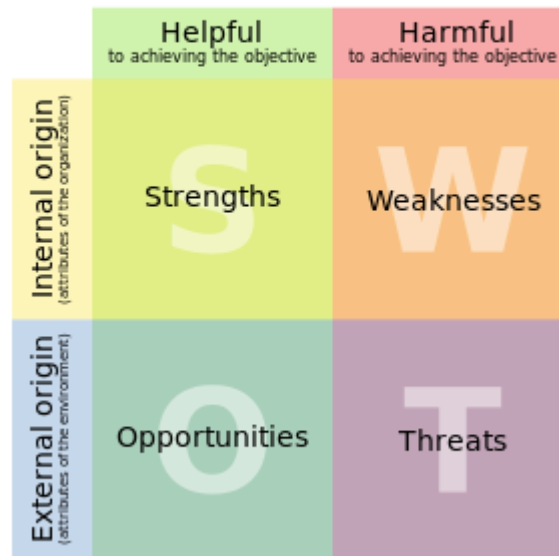 Helpful
to achieving the objective
Harmful
to achieving the objective
Internal origin
(attributes of the organization)
S
Strengths
W
Weaknesses
External origin
(attributes of the environment)
O
Opportunities
T
Threats